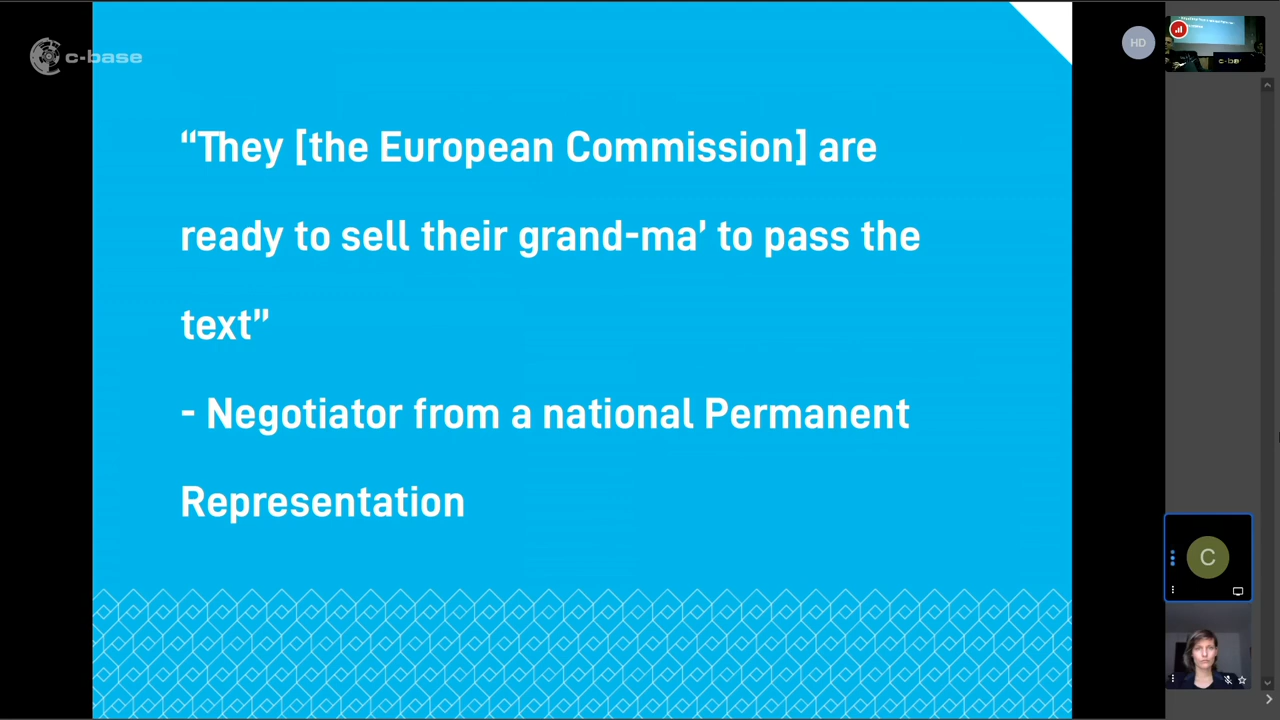 c-base
HD
“They [the European Commission] are
ready to sell their grand-ma’ to pass the
text”
- Negotiator from a national Permanent
Representation
C